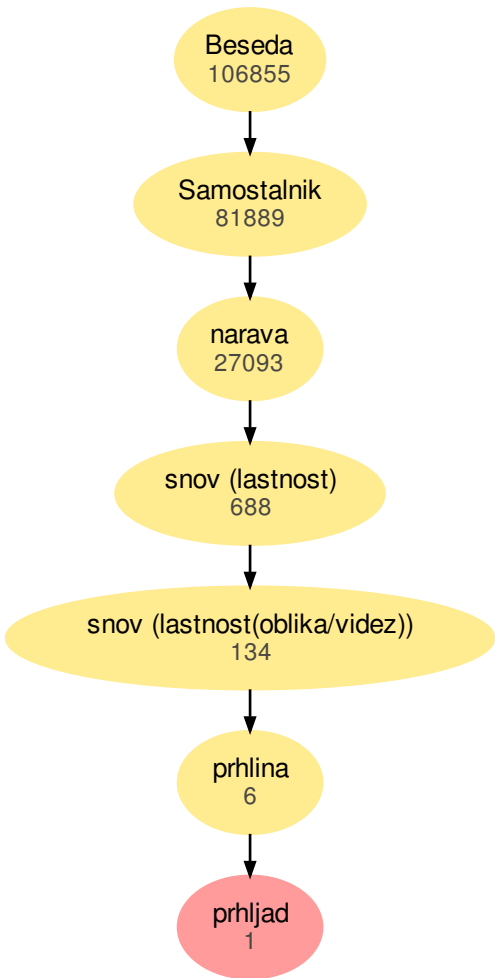 Beseda
106855
Samostalnik
81889
narava
27093
snov (lastnost)
688
snov (lastnost(oblika/videz))
134
prhlina
6
prhljad
1